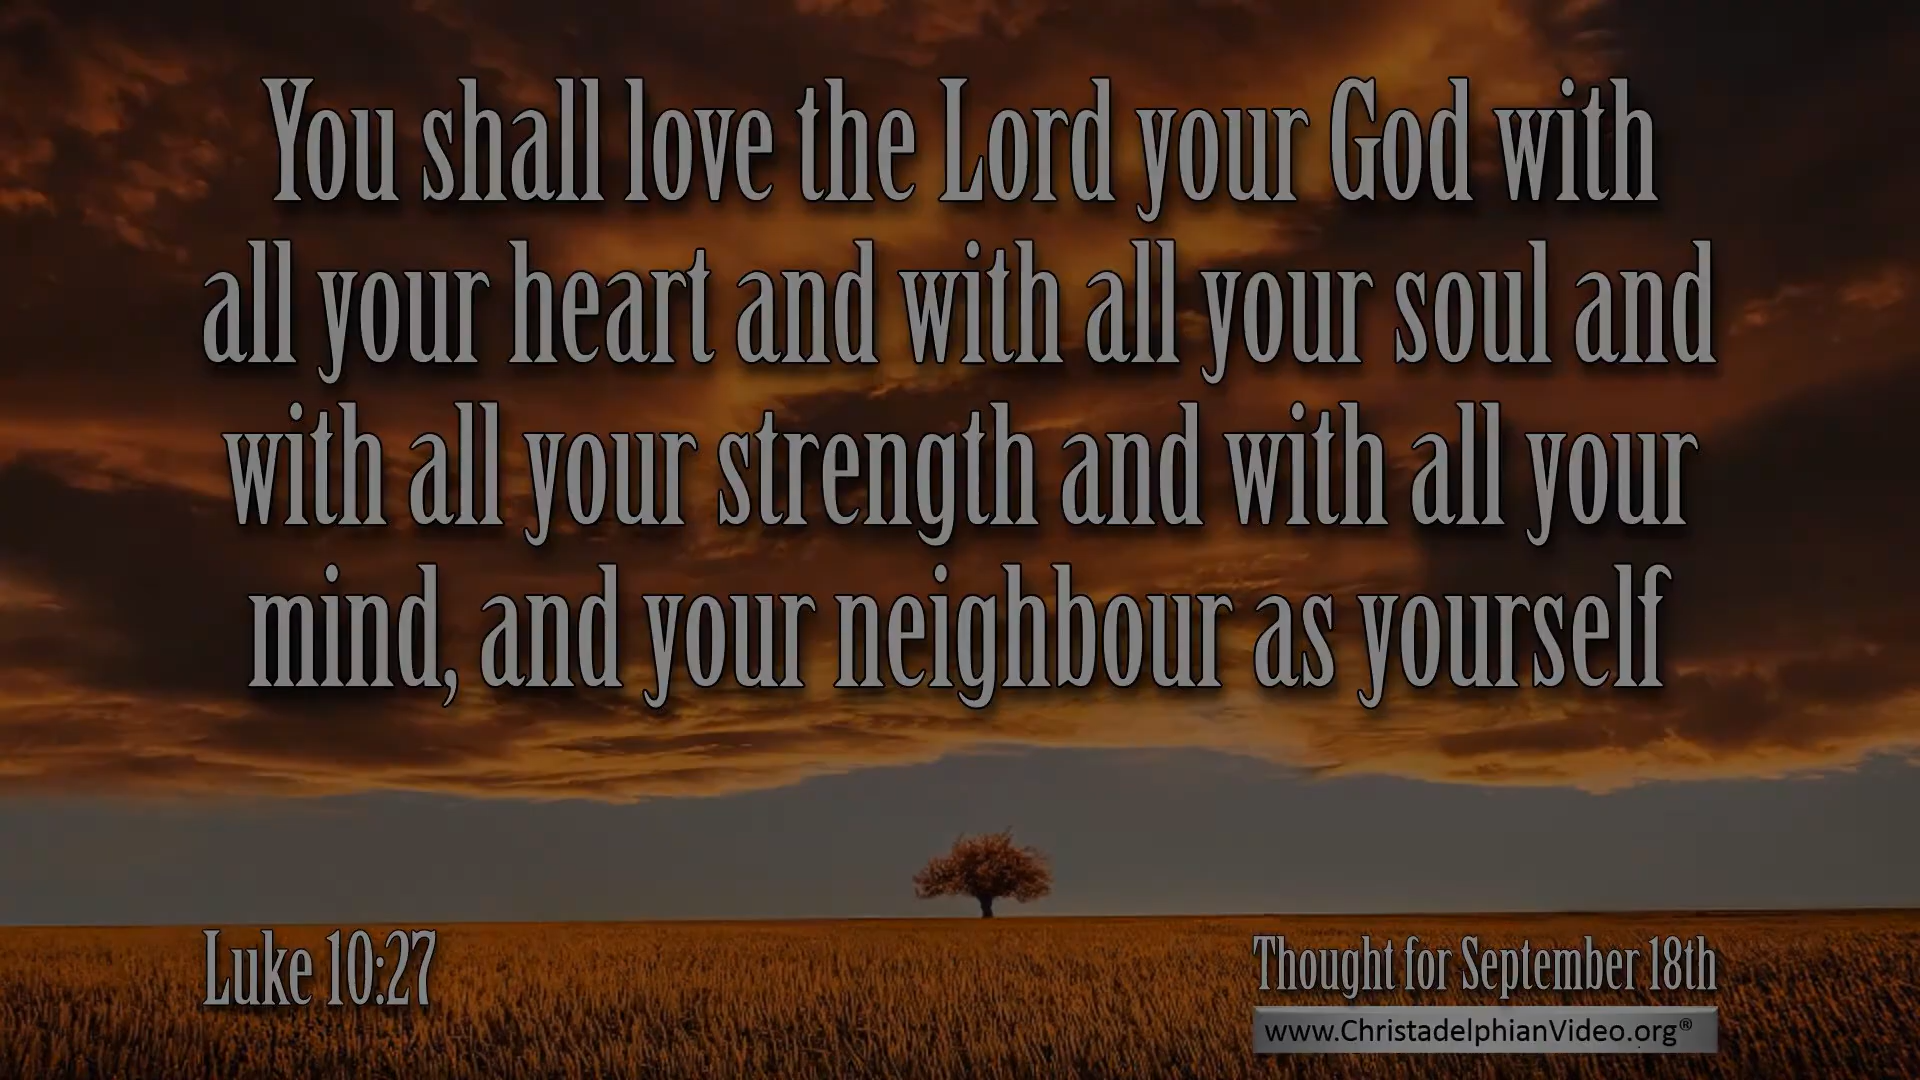 You shall love the Lord your God with
all your heart and with all your soul and
with all your strength and with all your
mind, and your neighbour as yourself
Luke 10:27
Thought for September 18th
www.ChristadelphianVideo.org®